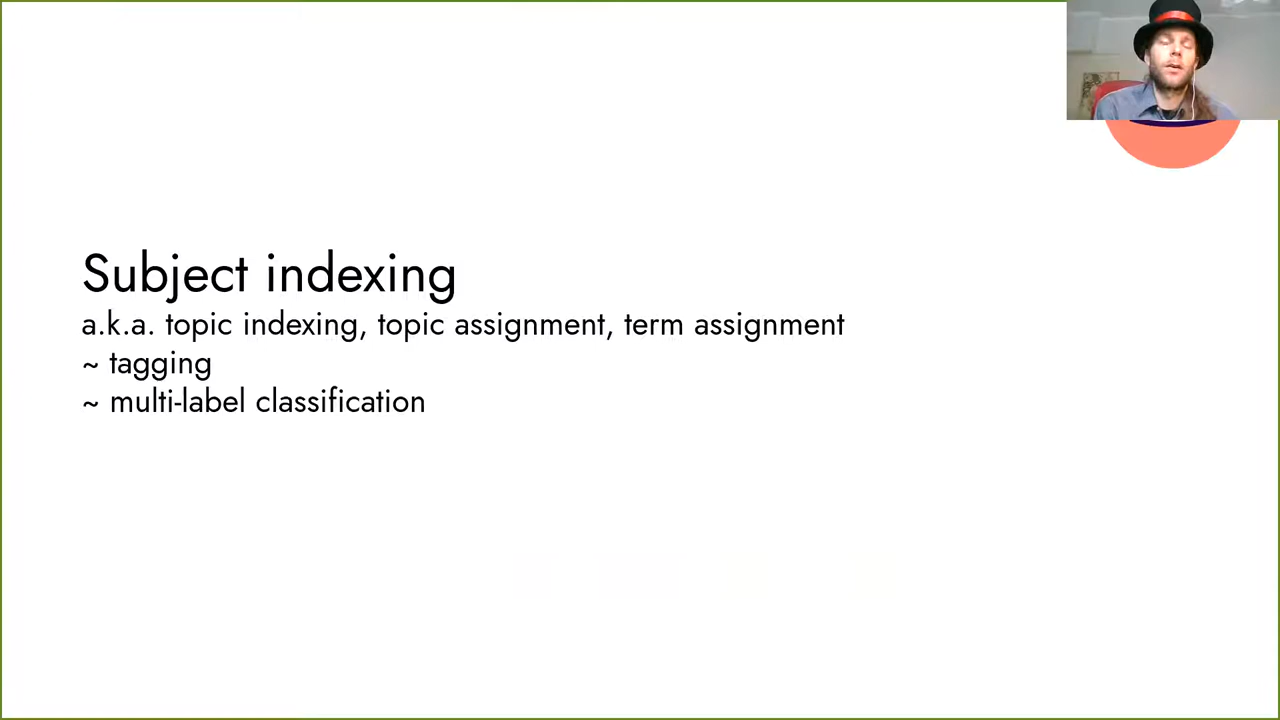 Subject indexing
a.k.a. topic indexing, topic assignment, term assignment
~ tagging
~ multi-label classification